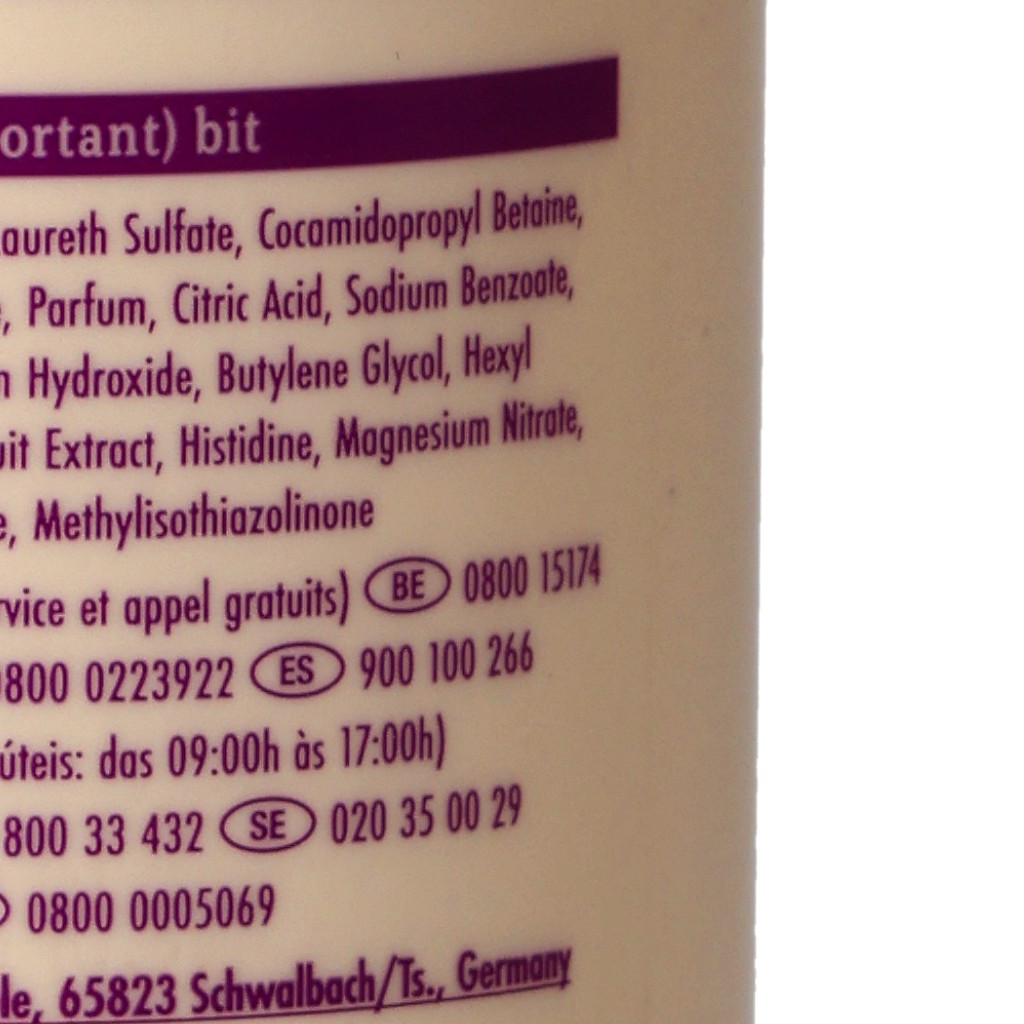 ortant) bit
aureth Sulfate, Cocamidopropyl Betaine,
, Parfum, Citric Acid, Sodium Benzoate,
Hydroxide, Butylene Glycol, Hexyl
uit Extract, Histidine, Magnesium Nitrate,
e, Methylisothiazolinone
rvice et appel gratuits) BE 0800 15174
0800 0223922 ES 900 100 266
úteis: das 09:00h às 17:00h)
800 33 432 SE 020 35 00 29
0800 0005069
le, 65823 Schwalbach/Ts., Germany